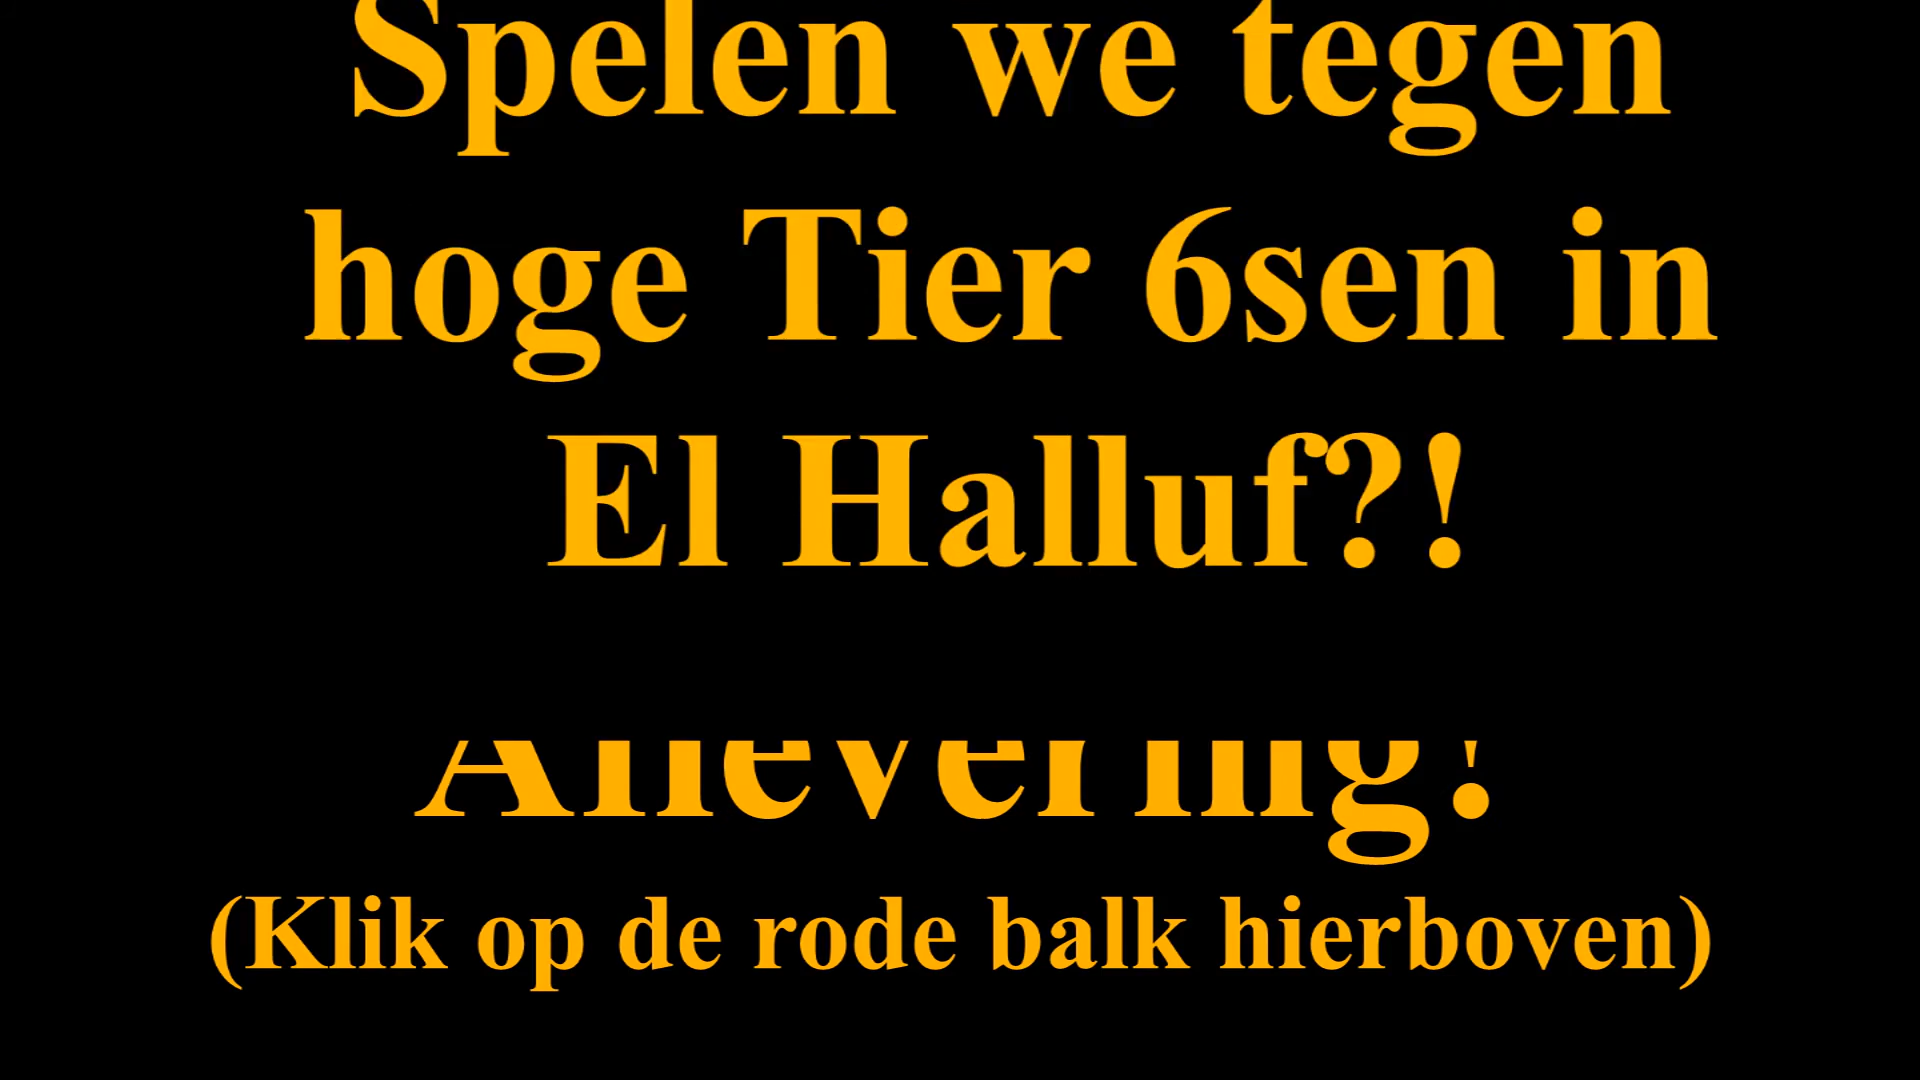 Spelen we tegen
hoge Tier 6sen in
El Halluf?!
(Klik op de rode balk hierboven)